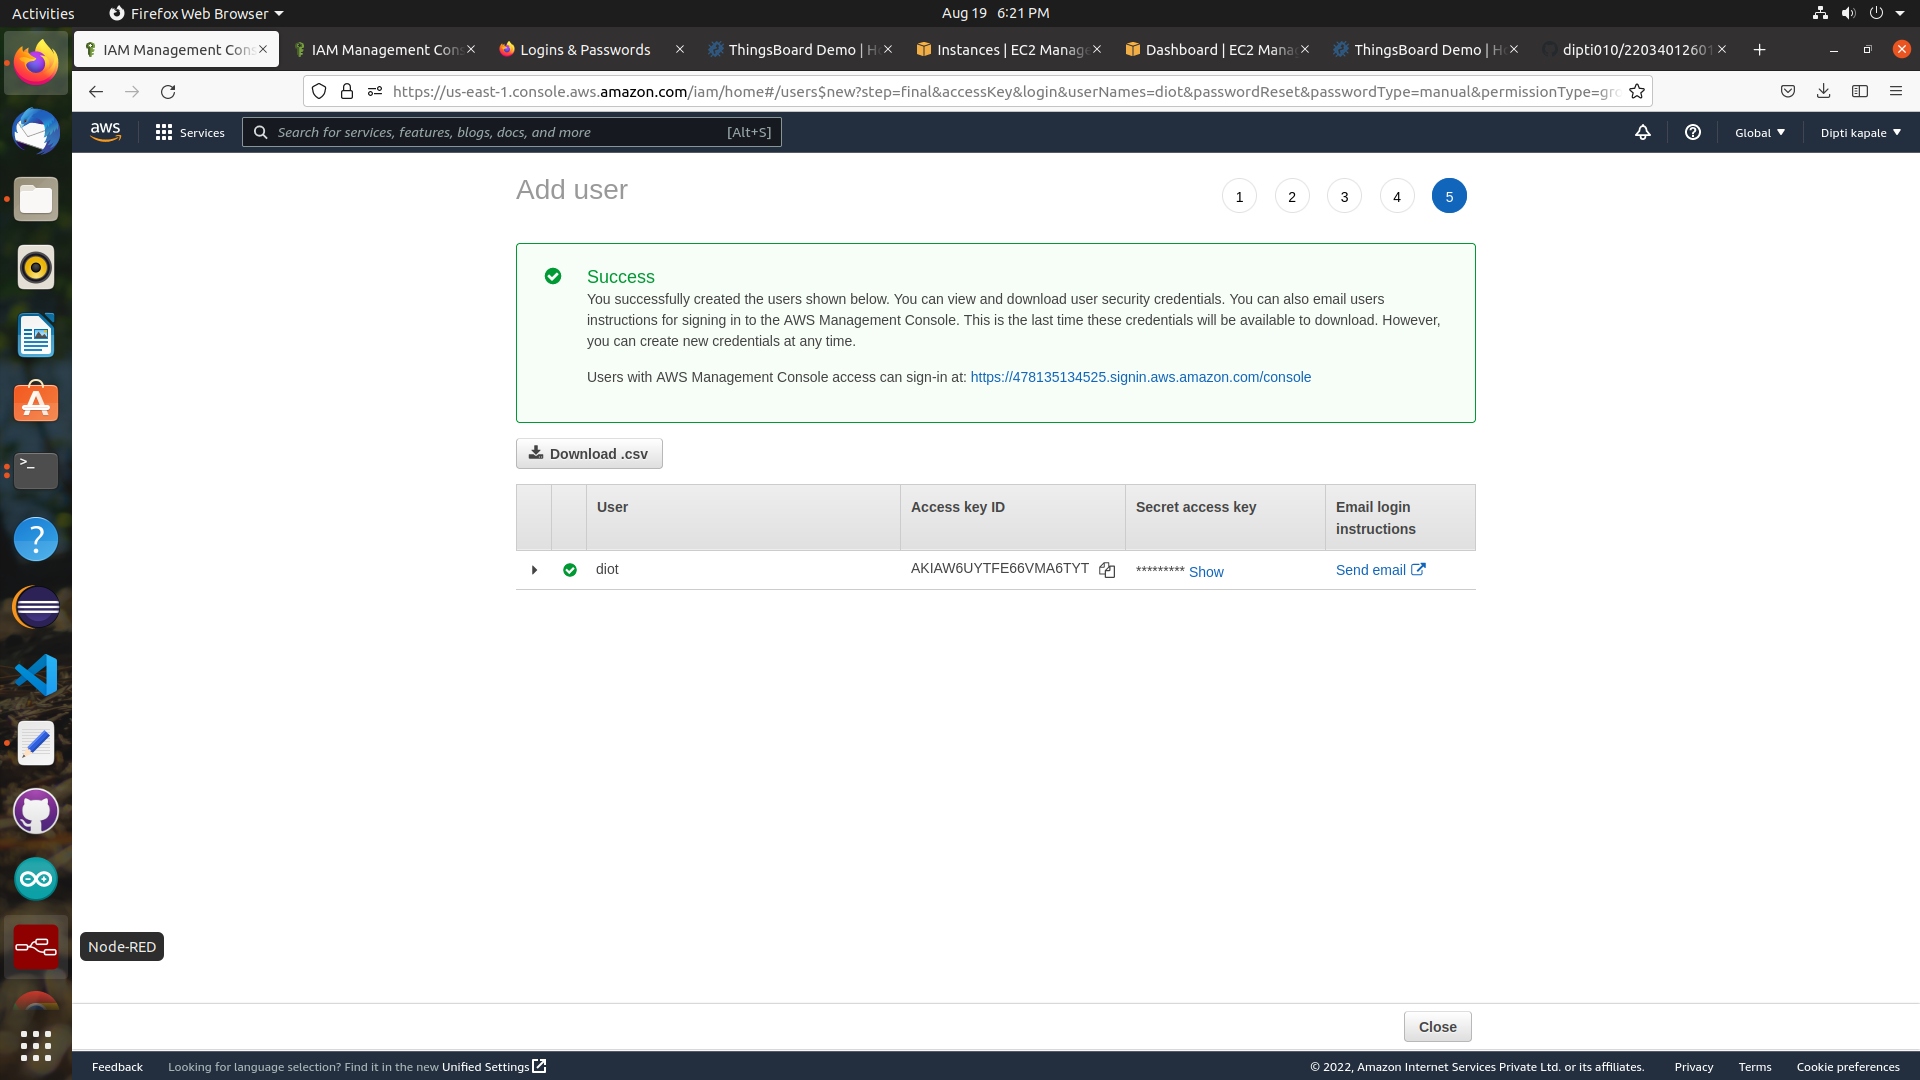 Activities
Firefox Web Browser
Aug 19 6:21 PM
IAM Management Cons
IAM Management Cons
Logins & Passwords
ThingsBoard Demo | Ho
Instances | EC2 Manage
Dashboard | EC2 Mana
ThingsBoard Demo | Ho
dipti010/22034012601
https://us-east-1.console.aws.amazon.com/iam/home#/users$new?step=final&accessKey&login&userNames=diot&passwordReset&passwordType=manual&permissionType=gro
aws
Services
Search for services, features, blogs, docs, and more
[Alt+S]
Global
Dipti kapale
Add user
1 2 3 4 5
Success
You successfully created the users shown below. You can view and download user security credentials. You can also email users
instructions for signing in to the AWS Management Console. This is the last time these credentials will be available to download. However,
you can create new credentials at any time.
Users with AWS Management Console access can sign-in at: https://478135134525.signin.aws.amazon.com/console
Download .csv
User
Access key ID
Secret access key
Email login
instructions
diot
AKIAW6UYTFE66VMA6TYT
********* Show
Send email
Node-RED
Close
Feedback
Looking for language selection? Find it in the new Unified Settings
© 2022, Amazon Internet Services Private Ltd. or its affiliates.
Privacy
Terms
Cookie preferences